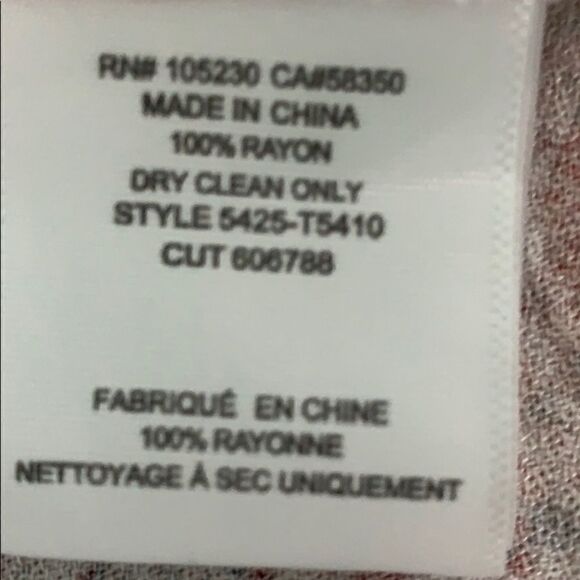 RN# 105230 CA#58350
MADE IN CHINA
100% RAYON
DRY CLEAN ONLY
STYLE 5425-T5410
CUT 606788
FABRIQUÉ EN CHINE
100% RAYONNE
NETTOYAGE À SEC UNIQUEMENT